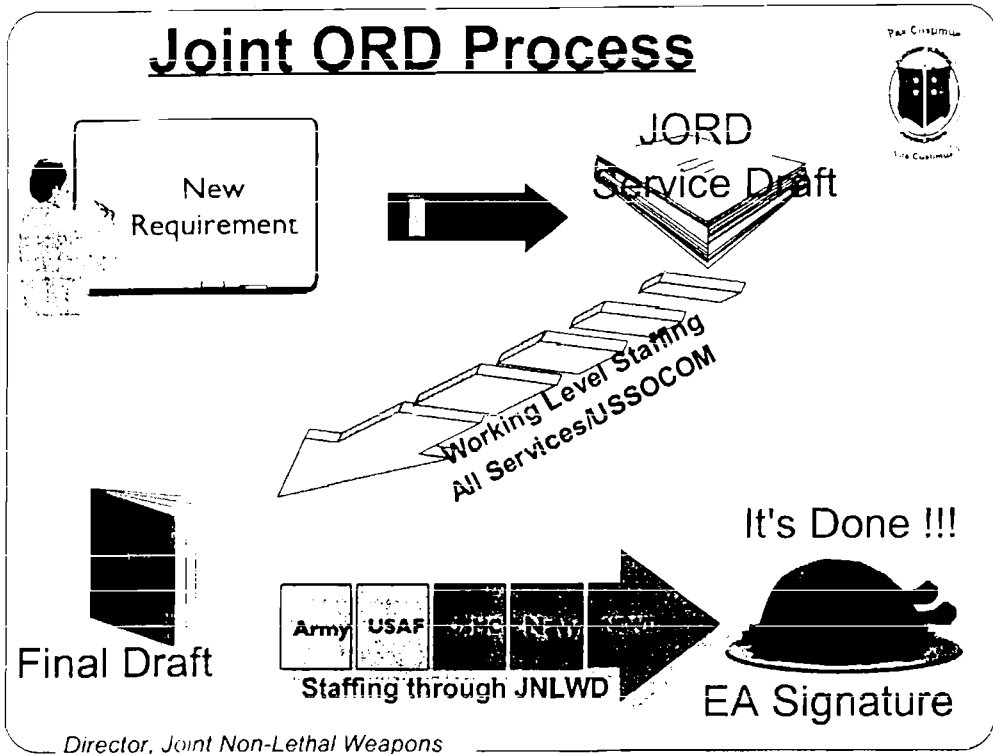 Joint ORD Process
New
Requirement
JORD
Service Draft
Working Level Staffing
All Services/USSOCOM
Final Draft
Army
USAF
Staffing through JNLWD
It's Done !!!
EA Signature
Director, Joint Non-Lethal Weapons